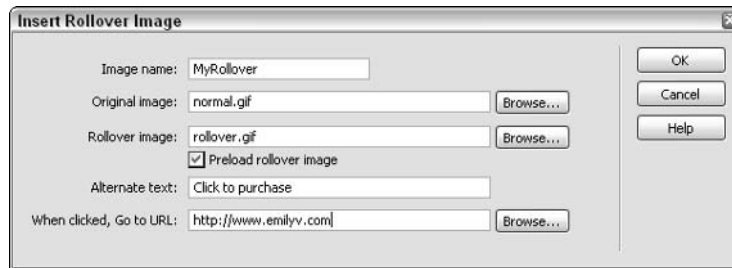 Insert Rollover Image
Image name: MyRollover
OK
Original image: normal.gif Browse...
Cancel
Rollover image: rollover.gif Browse...
Help
Preload rollover image
Alternate text: Click to purchase
When clicked, Go to URL: http://www.emilyv.com Browse...